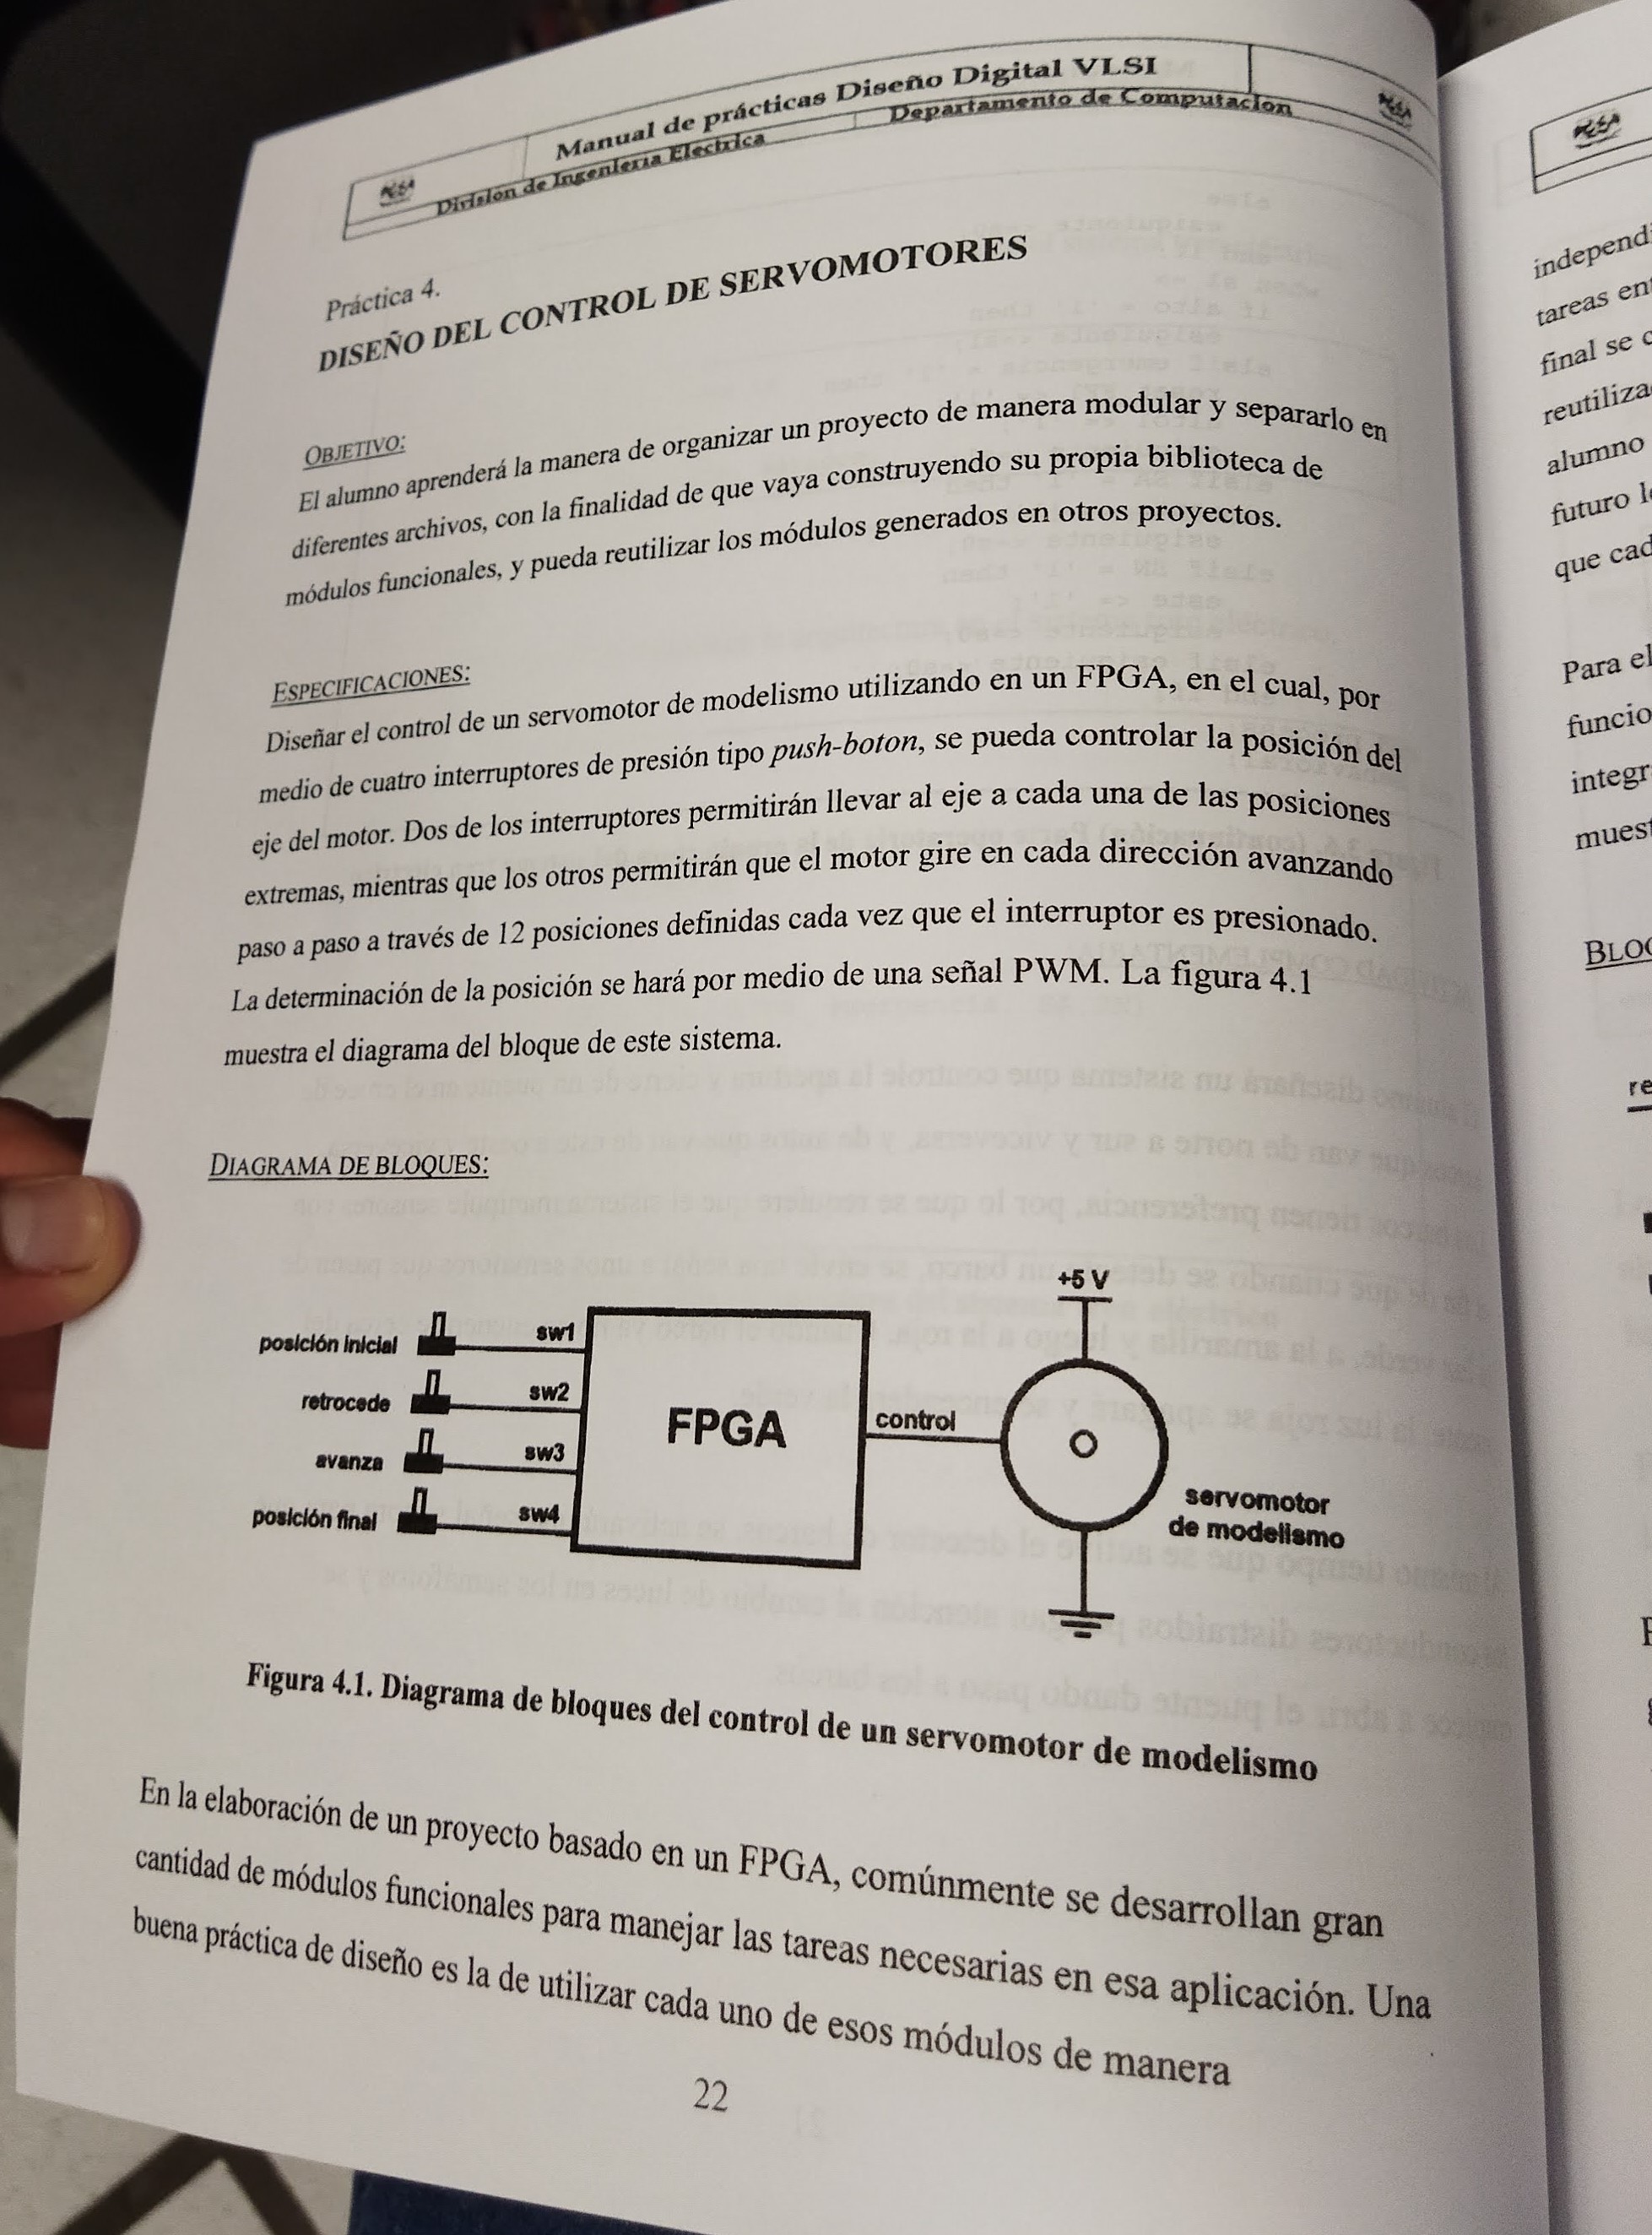 Manual de prácticas Diseño Digital VLSI
División de Ingeniería Eléctrica
Departamento de Computación
Práctica 4.
DISEÑO DEL CONTROL DE SERVOMOTORES
OBJETIVO:
El alumno aprenderá la manera de organizar un proyecto de manera modular y separarlo en
diferentes archivos, con la finalidad de que vaya construyendo su propia biblioteca de
módulos funcionales, y pueda reutilizar los módulos generados en otros proyectos.
ESPECIFICACIONES:
Diseñar el control de un servomotor de modelismo utilizando en un FPGA, en el cual, por
medio de cuatro interruptores de presión tipo push-boton, se pueda controlar la posición del
eje del motor. Dos de los interruptores permitirán llevar al eje a cada una de las posiciones
extremas, mientras que los otros permitirán que el motor gire en cada dirección avanzando
paso a paso a través de 12 posiciones definidas cada vez que el interruptor es presionado.
La determinación de la posición se hará por medio de una señal PWM. La figura 4.1
muestra el diagrama del bloque de este sistema.
DIAGRAMA DE BLOQUES:
+5 V
posición inicial sw1
retrocede sw2
avanza sw3
posición final sw4
FPGA
control
servomotor
de modelismo
Figura 4.1. Diagrama de bloques del control de un servomotor de modelismo
En la elaboración de un proyecto basado en un FPGA, comúnmente se desarrollan gran
cantidad de módulos funcionales para manejar las tareas necesarias en esa aplicación. Una
buena práctica de diseño es la de utilizar cada uno de esos módulos de manera
22
tareas
final se
alumno
futuro
que
Para